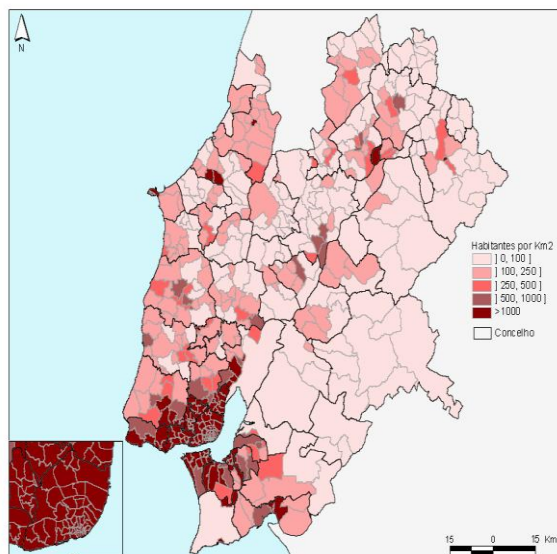 N
Habitantes por Km2
] 0, 100 ]
] 100, 250 ]
] 250, 500 ]
] 500, 1000 ]
>1000
Concelho
15 0 15 Km